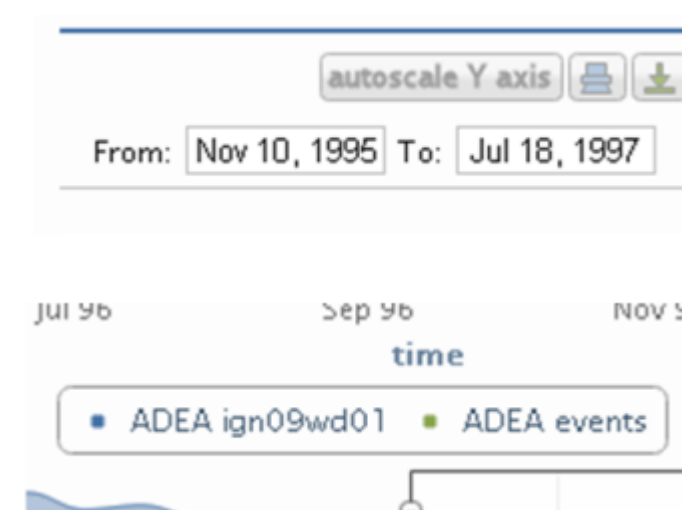 autoscale Y axis
From: Nov 10, 1995 To: Jul 18, 1997
Jul 96 Sep 96 Nov
time
ADEA ign09wd01 ADEA events